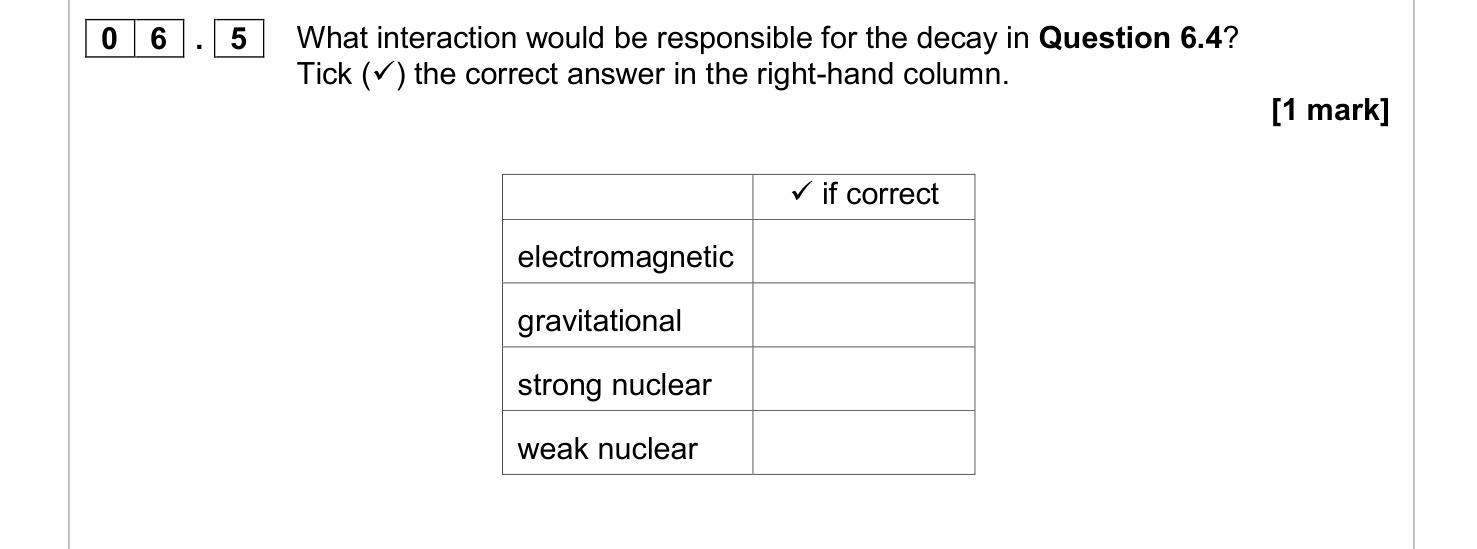 0 6 . 5 What interaction would be responsible for the decay in Question 6.4?
Tick (✓) the correct answer in the right-hand column.
[1 mark]
✓ if correct
electromagnetic
gravitational
strong nuclear
weak nuclear